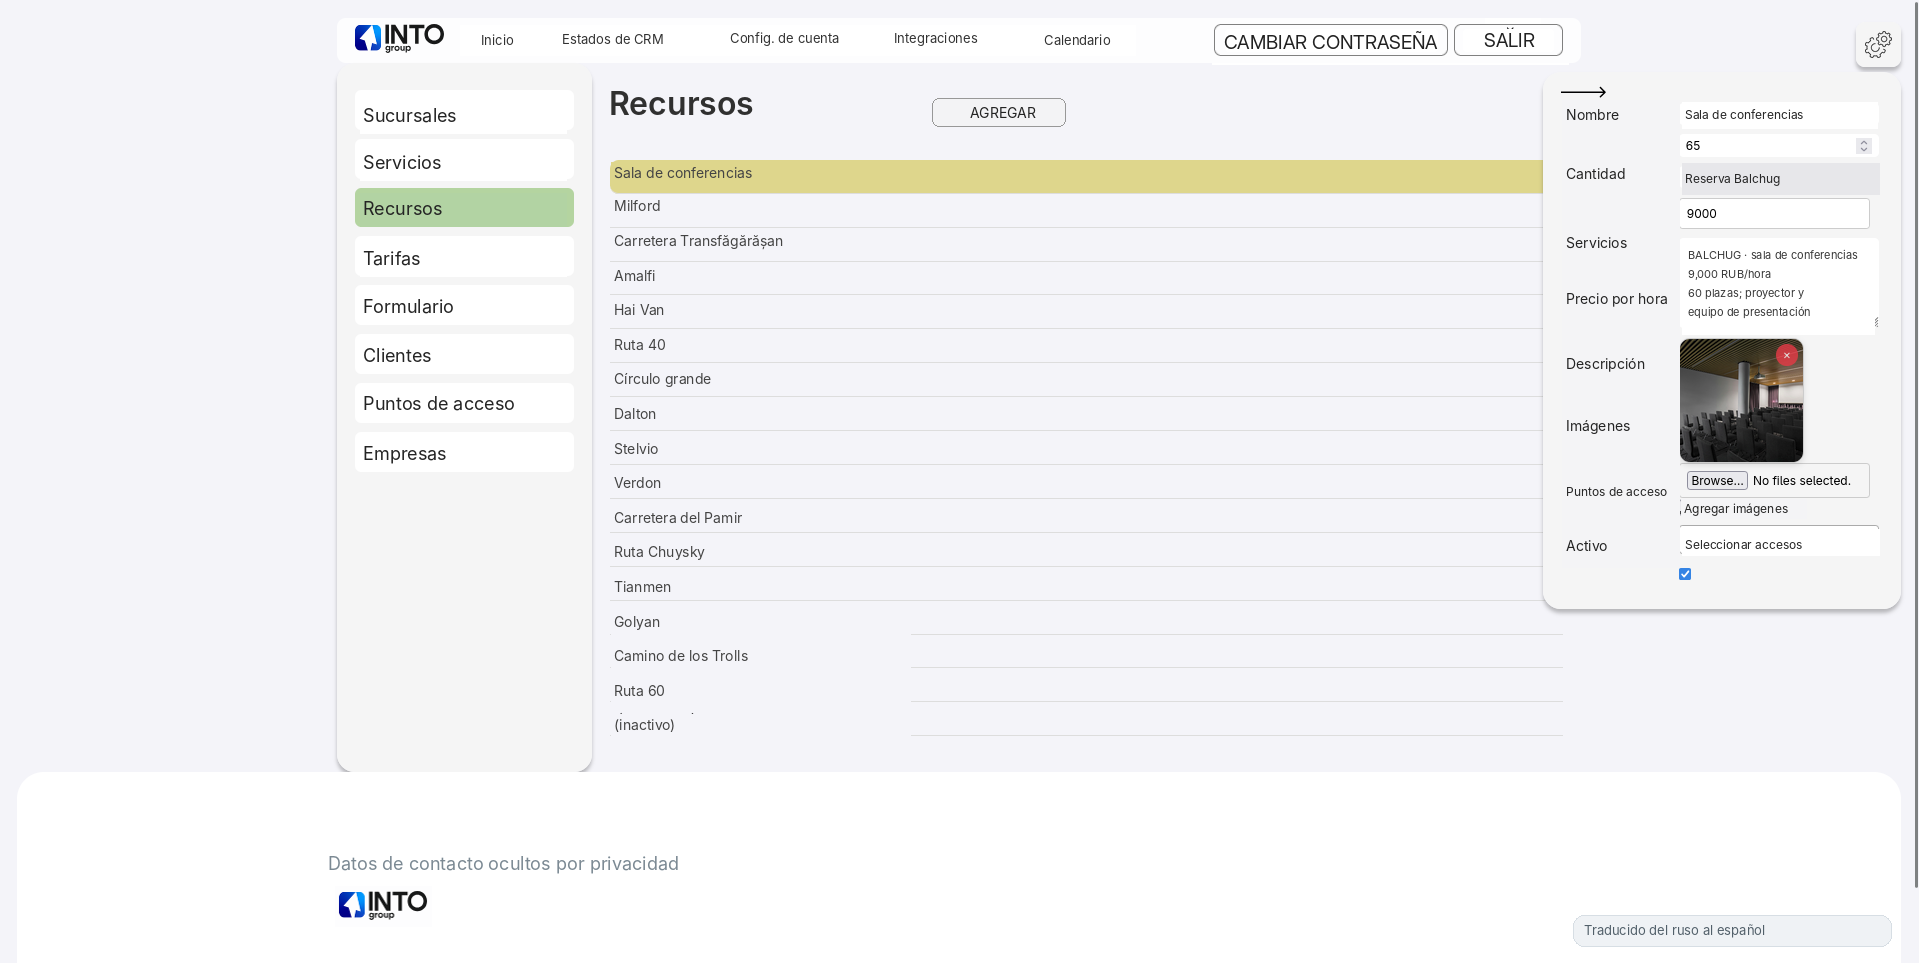 INTO
group
Inicio
Estados de CRM
Config. de cuenta
Integraciones
Calendario
CAMBIAR CONTRASEÑA
SALIR
Sucursales
Servicios
Recursos
Tarifas
Formulario
Clientes
Puntos de acceso
Empresas
Recursos
AGREGAR
Sala de conferencias
Milford
Carretera Transfăgărășan
Amalfi
Hai Van
Ruta 40
Círculo grande
Dalton
Stelvio
Verdon
Carretera del Pamir
Ruta Chuysky
Tianmen
Golyan
Camino de los Trolls
Ruta 60
(inactivo)
Nombre
Sala de conferencias
65
Cantidad
Reserva Balchug
9000
Servicios
BALCHUG · sala de conferencias
9,000 RUB/hora
60 plazas; proyector y
equipo de presentación
Precio por hora
Descripción
Imágenes
Browse... No files selected.
Puntos de acceso
Agregar imágenes
Activo
Seleccionar accesos
Datos de contacto ocultos por privacidad
INTO
group
Traducido del ruso al español